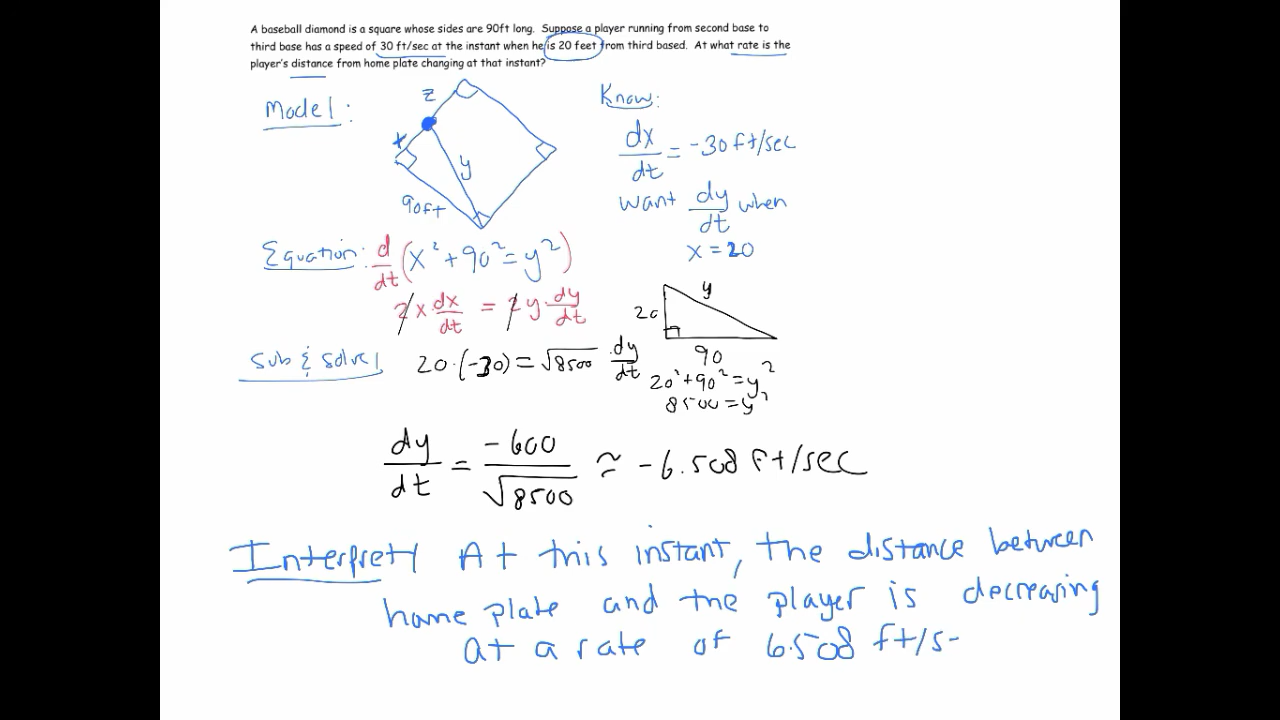 A baseball diamond is a square whose sides are 90ft long. Suppose a player running from second base to
third base has a speed of 30 ft/sec at the instant when he is 20 feet from third based. At what rate is the
player's distance from home plate changing at that instant?
Model:
z
x
y
90ft
Know:
dx/dt = -30 ft/sec
want dy/dt when
x = 20
Equation: d/dt (x² + 90² = y²)
2x · dx/dt = 2y · dy/dt
y
20
90
20² + 90² = y²
8500 = y²
Sub & solve
20 · (-30) = √8500 · dy/dt
dy/dt = -600/√8500 ≈ -6.508 ft/sec
Interpret At this instant, the distance between
home plate and the player is decreasing
at a rate of 6.508 ft/s